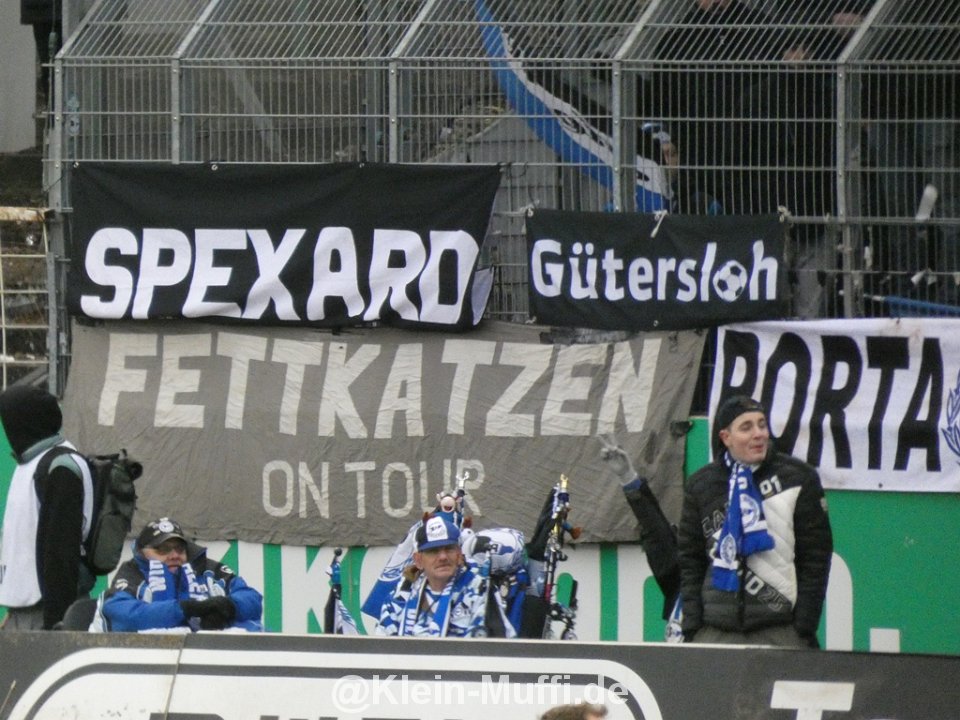 SPEXARD
Gütersloh
FETTKATZEN
ON TOUR
PORTA
@Klein-Muffi.de